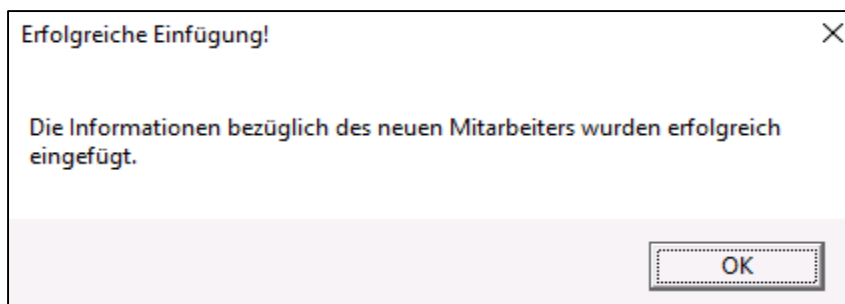 Erfolgreiche Einfügung!
Die Informationen bezüglich des neuen Mitarbeiters wurden erfolgreich
eingefügt.
OK